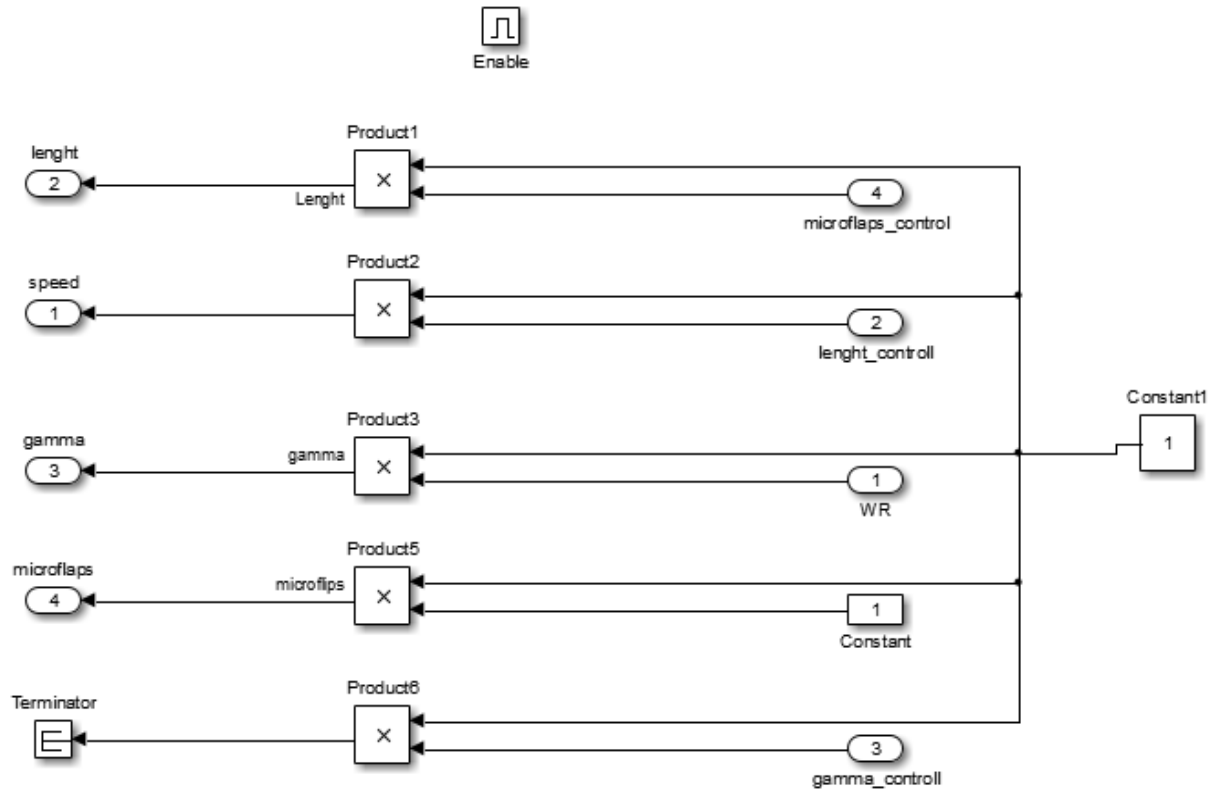 Enable
Product1
lenght
2
×
Lenght
4
microflaps_control
Product2
speed
1
×
2
lenght_controll
Constant1
1
Product3
gamma
3
gamma
×
1
WR
Product5
microflaps
4
microflips
×
1
Constant
Product6
Terminator
×
3
gamma_controll